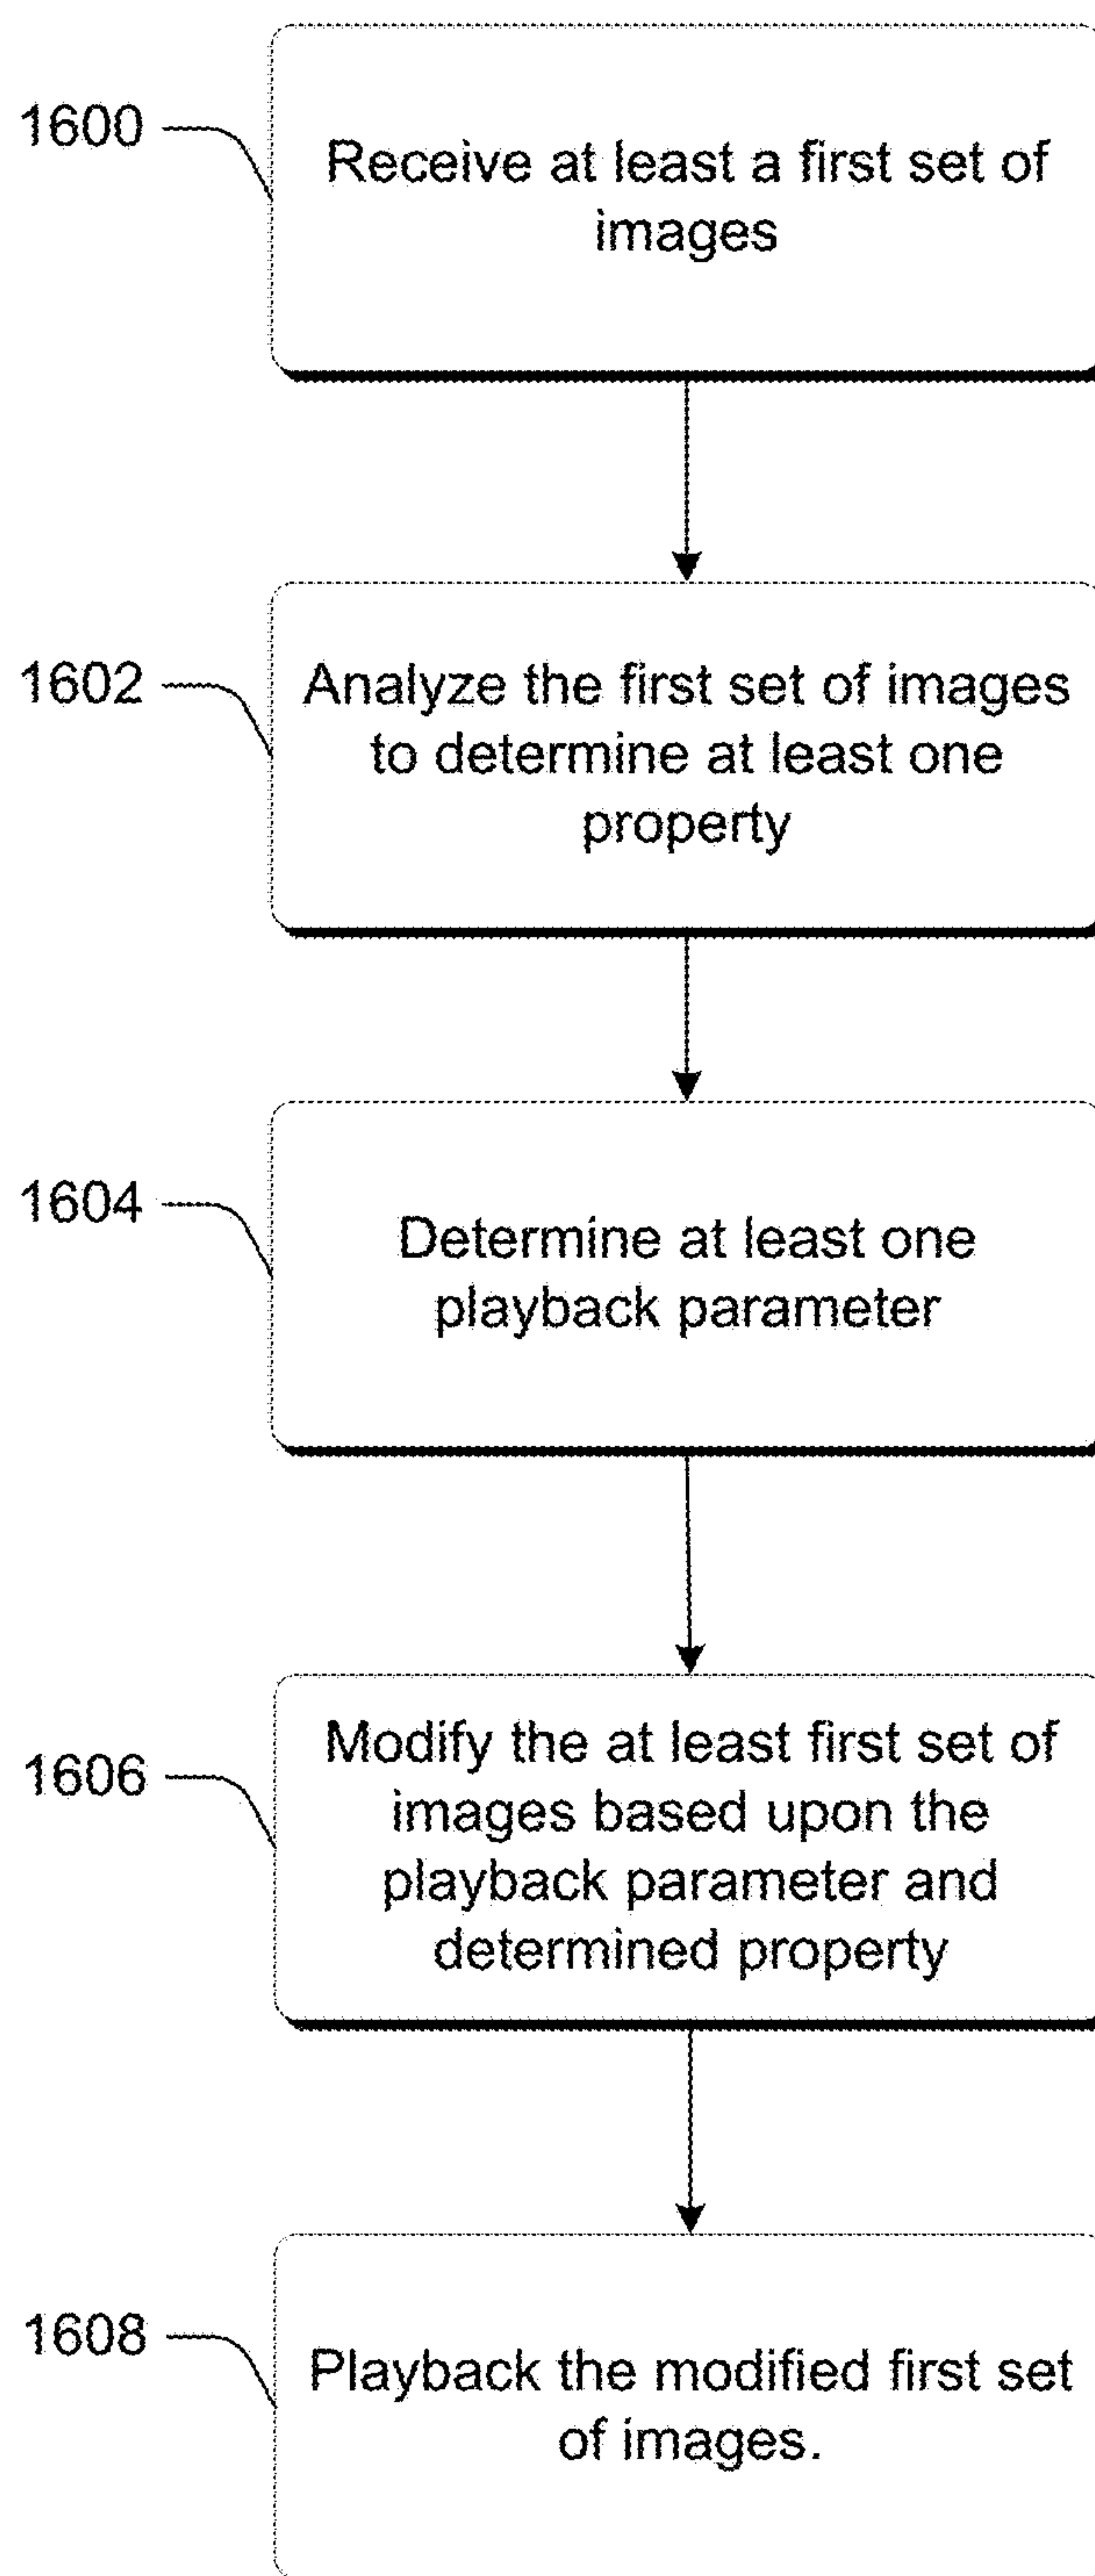 1600
Receive at least a first set of
images
1602
Analyze the first set of images
to determine at least one
property
1604
Determine at least one
playback parameter
1606
Modify the at least first set of
images based upon the
playback parameter and
determined property
1608
Playback the modified first set
of images.